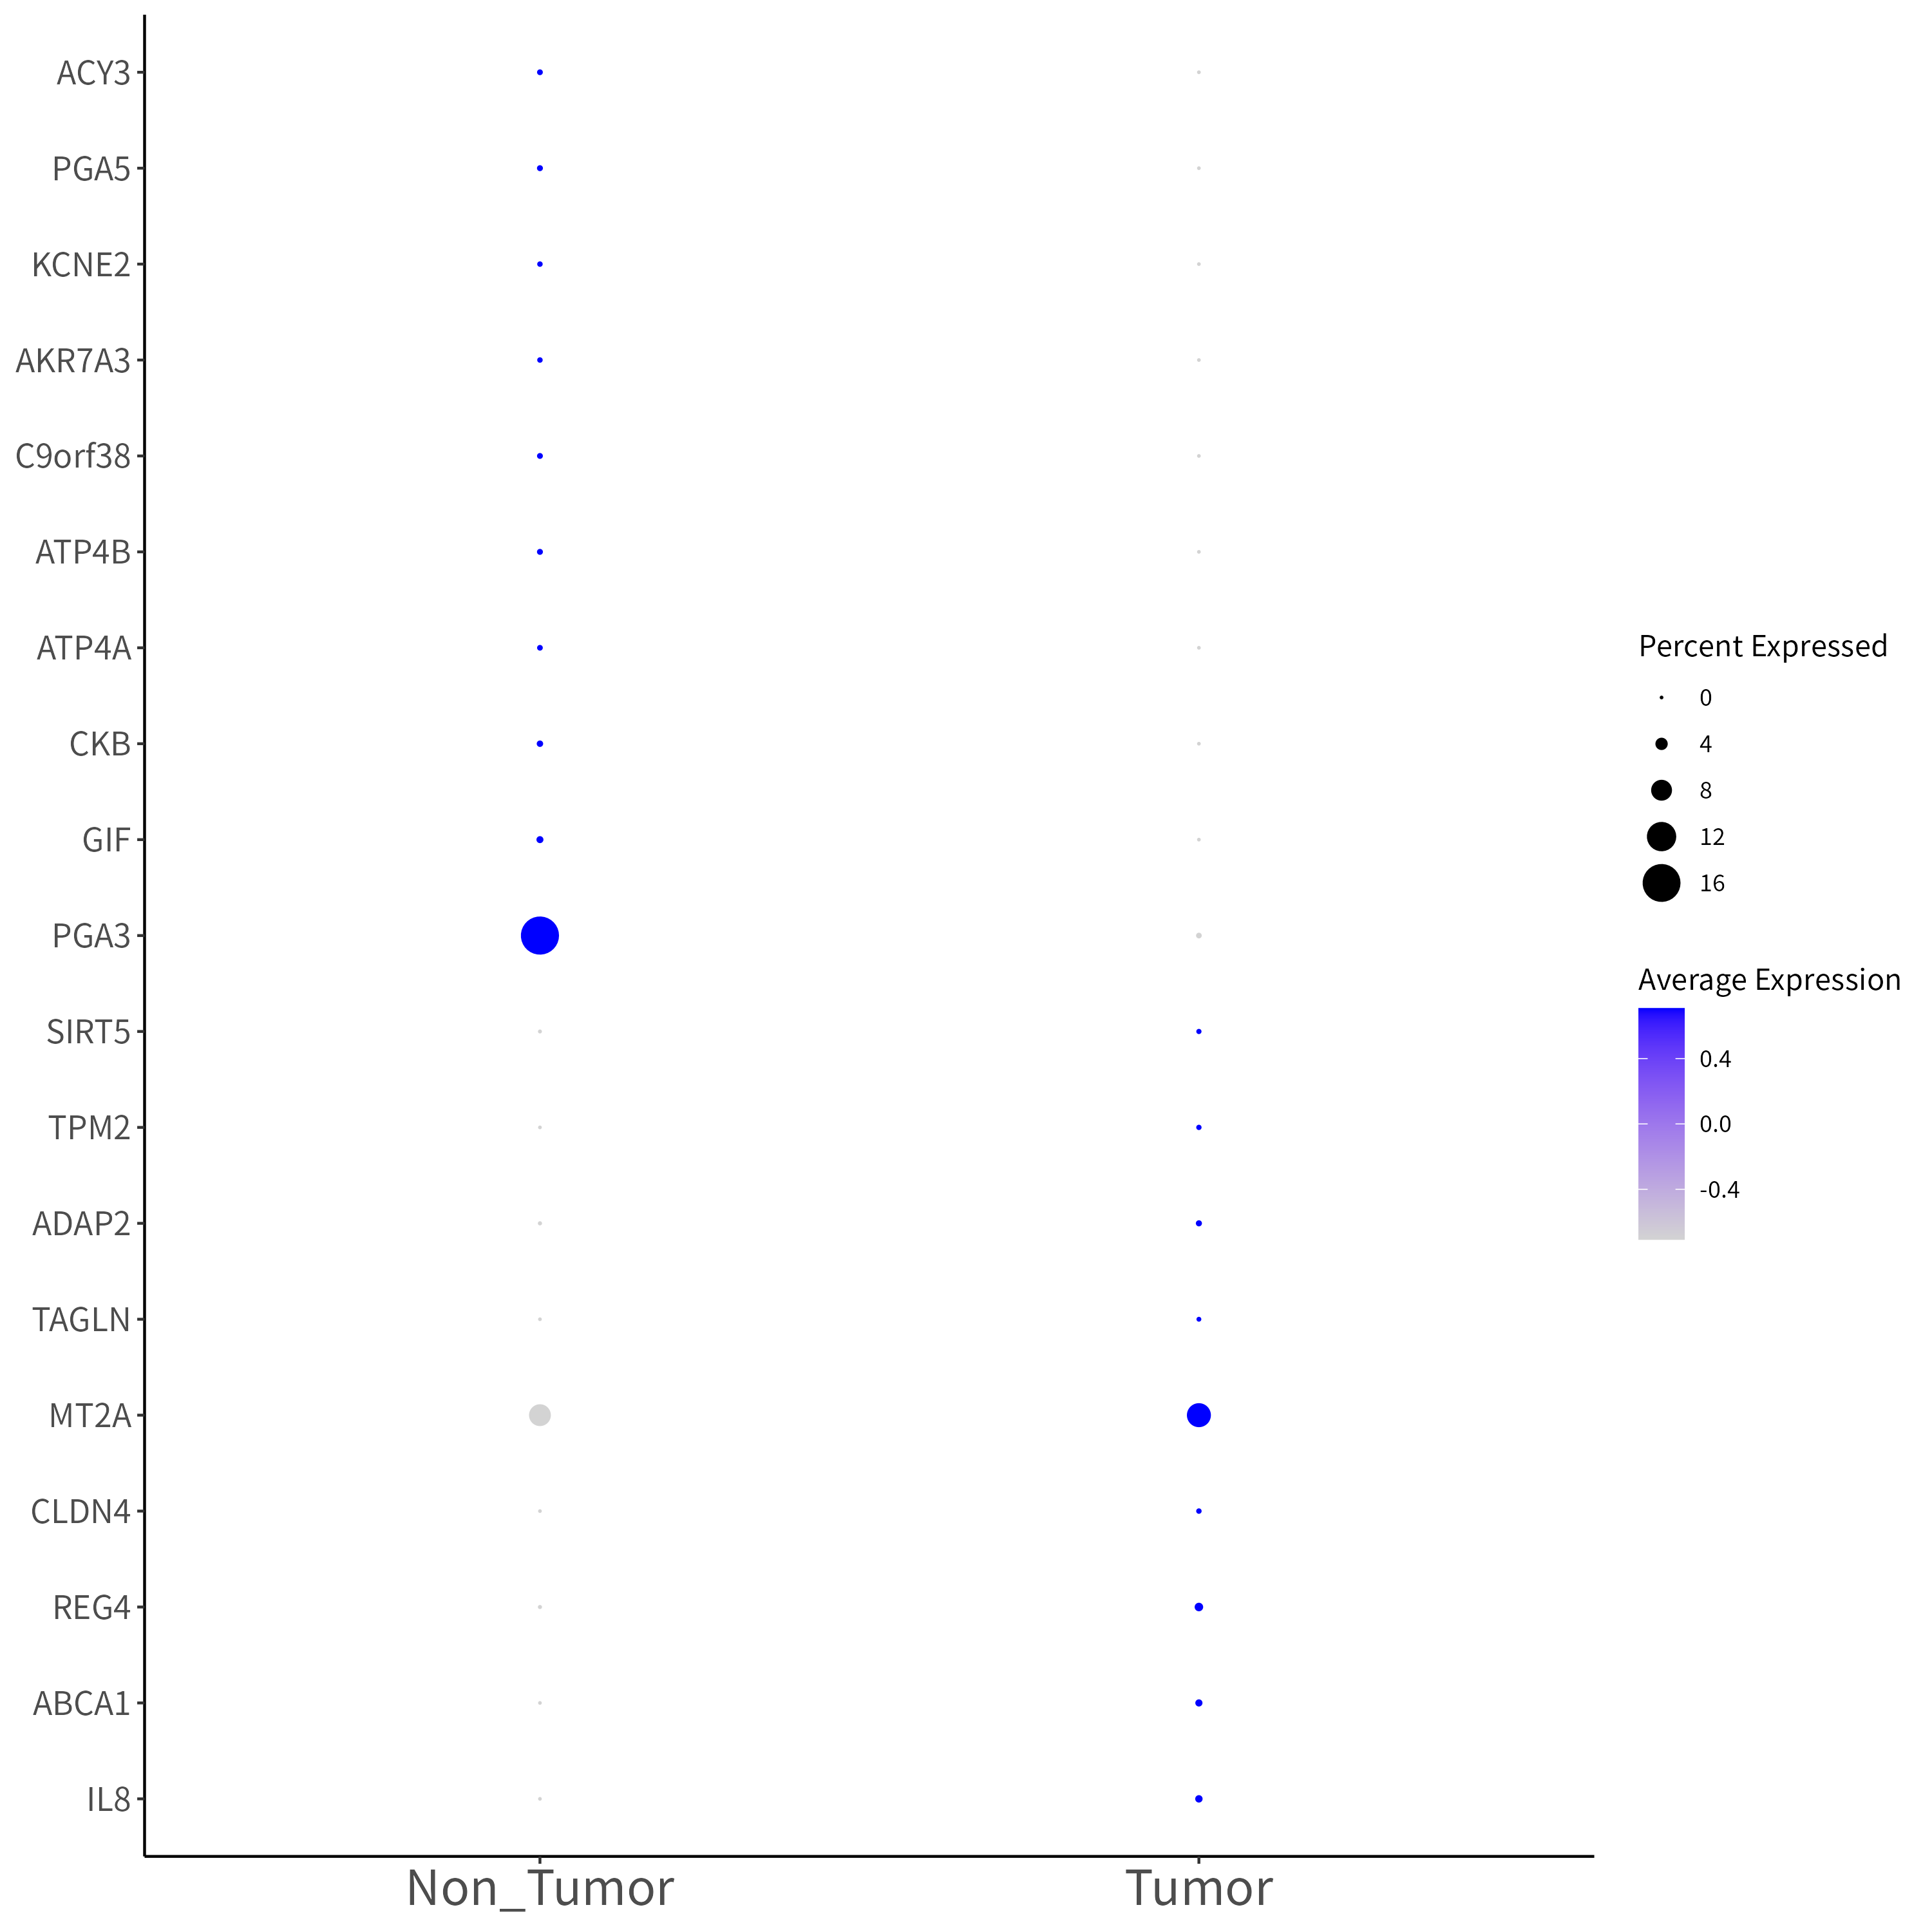 ACY3
PGA5
KCNE2
AKR7A3
C9orf38
ATP4B
ATP4A
CKB
GIF
PGA3
SIRT5
TPM2
ADAP2
TAGLN
MT2A
CLDN4
REG4
ABCA1
IL8
Non_Tumor
Tumor
Percent Expressed
0
4
8
12
16
Average Expression
0.4
0.0
-0.4